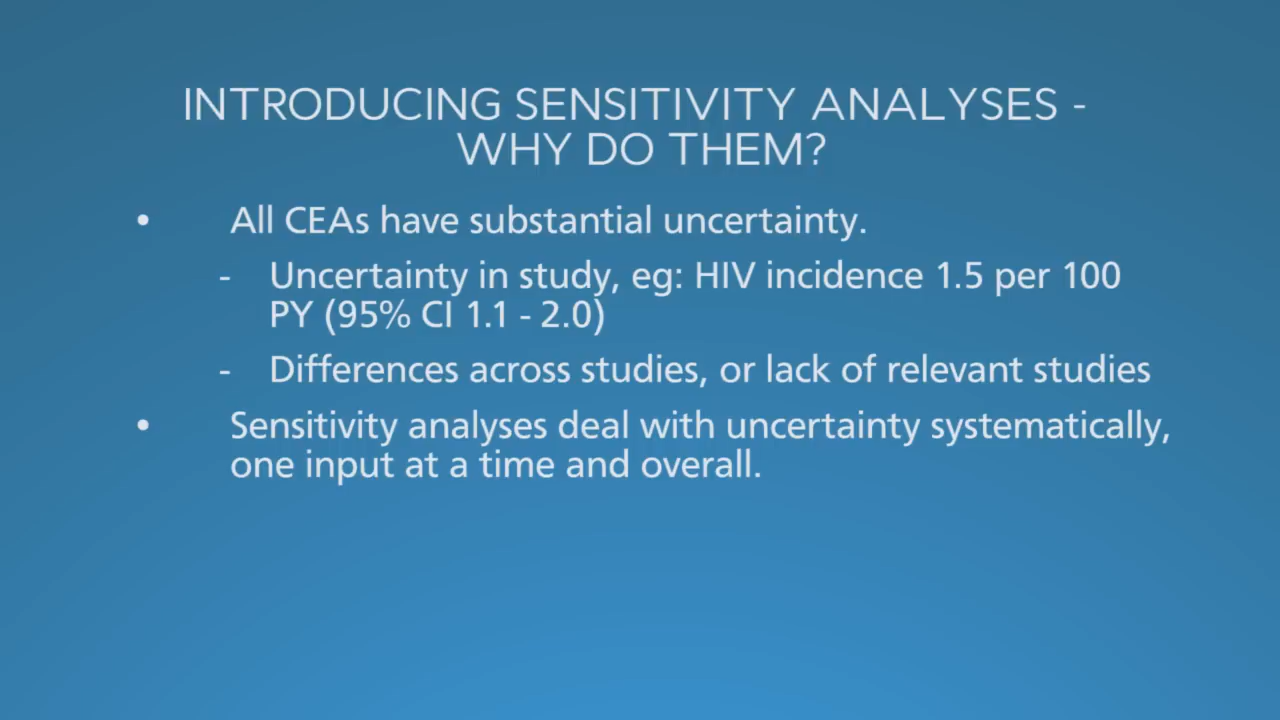 INTRODUCING SENSITIVITY ANALYSES -
WHY DO THEM?
• All CEAs have substantial uncertainty.
- Uncertainty in study, eg: HIV incidence 1.5 per 100
PY (95% CI 1.1 - 2.0)
- Differences across studies, or lack of relevant studies
• Sensitivity analyses deal with uncertainty systematically,
one input at a time and overall.